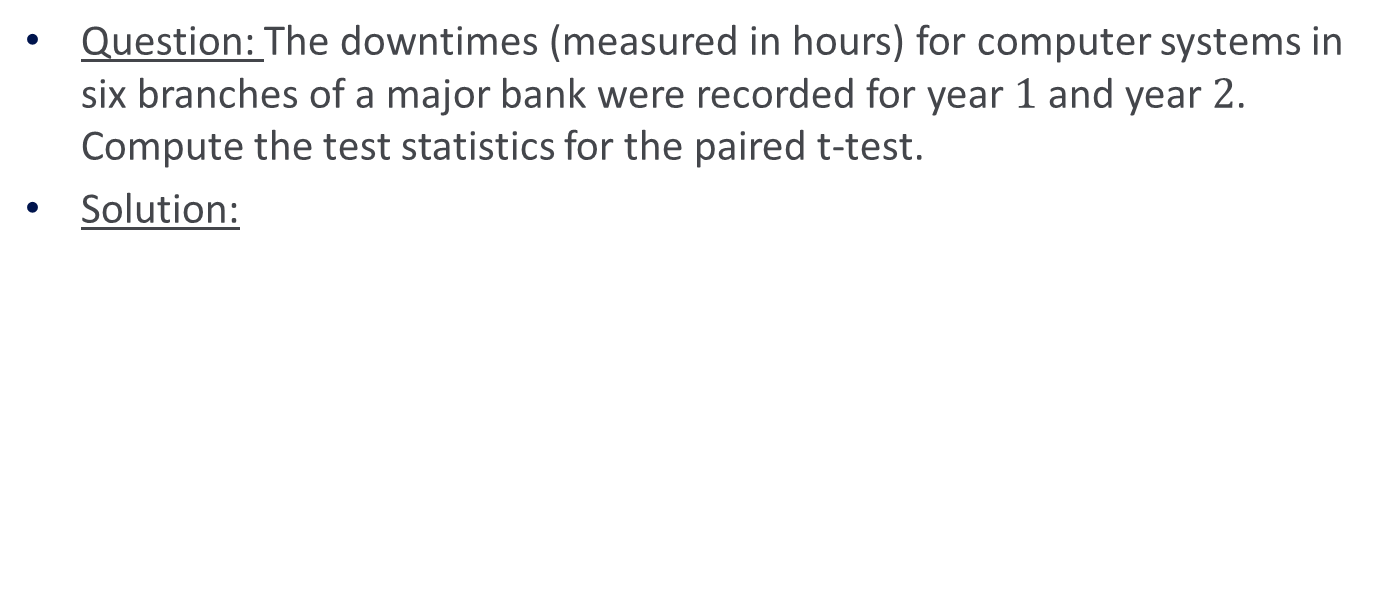 • Question: The downtimes (measured in hours) for computer systems in
six branches of a major bank were recorded for year 1 and year 2.
Compute the test statistics for the paired t-test.
• Solution: